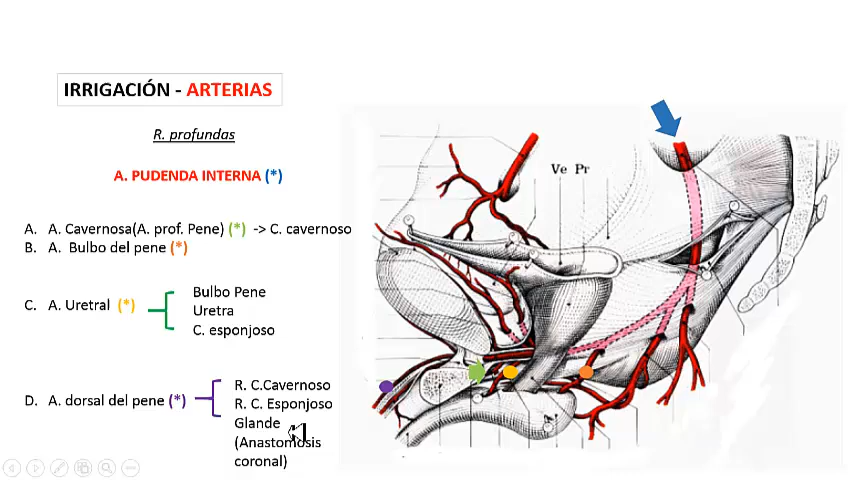 IRRIGACIÓN - ARTERIAS
R. profundas
A. PUDENDA INTERNA (*)
A. A. Cavernosa(A. prof. Pene) (*) -> C. cavernoso
B. A. Bulbo del pene (*)
C. A. Uretral (*)
Bulbo Pene
Uretra
C. esponjoso
D. A. dorsal del pene (*)
R. C.Cavernoso
R. C. Esponjoso
Glande
(Anastomosis
coronal)
Ve Pr